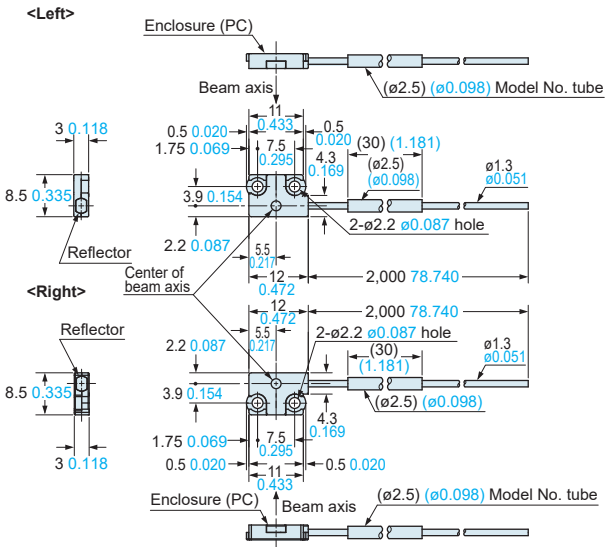 <Left>
Enclosure (PC)
(ø2.5) (ø0.098) Model No. tube
Beam axis
11
0.433
3 0.118
0.5 0.020
0.5
0.020
(30) (1.181)
1.75 0.069
7.5
0.295
4.3
0.169
(ø2.5)
(ø0.098)
ø1.3
ø0.051
8.5 0.335
3.9 0.154
2.2 0.087
2-ø2.2 ø0.087 hole
Reflector
5.5
0.217
Center of
beam axis
12
0.472
2,000 78.740
<Right>
12
0.472
2,000 78.740
Reflector
5.5
0.217
2-ø2.2 ø0.087 hole
2.2 0.087
(30)
(1.181)
ø1.3
ø0.051
8.5 0.335
3.9 0.154
(ø2.5) (ø0.098)
4.3
0.169
1.75 0.069
7.5
0.295
3 0.118
0.5 0.020
0.5 0.020
11
0.433
Enclosure (PC)
Beam axis
(ø2.5) (ø0.098) Model No. tube